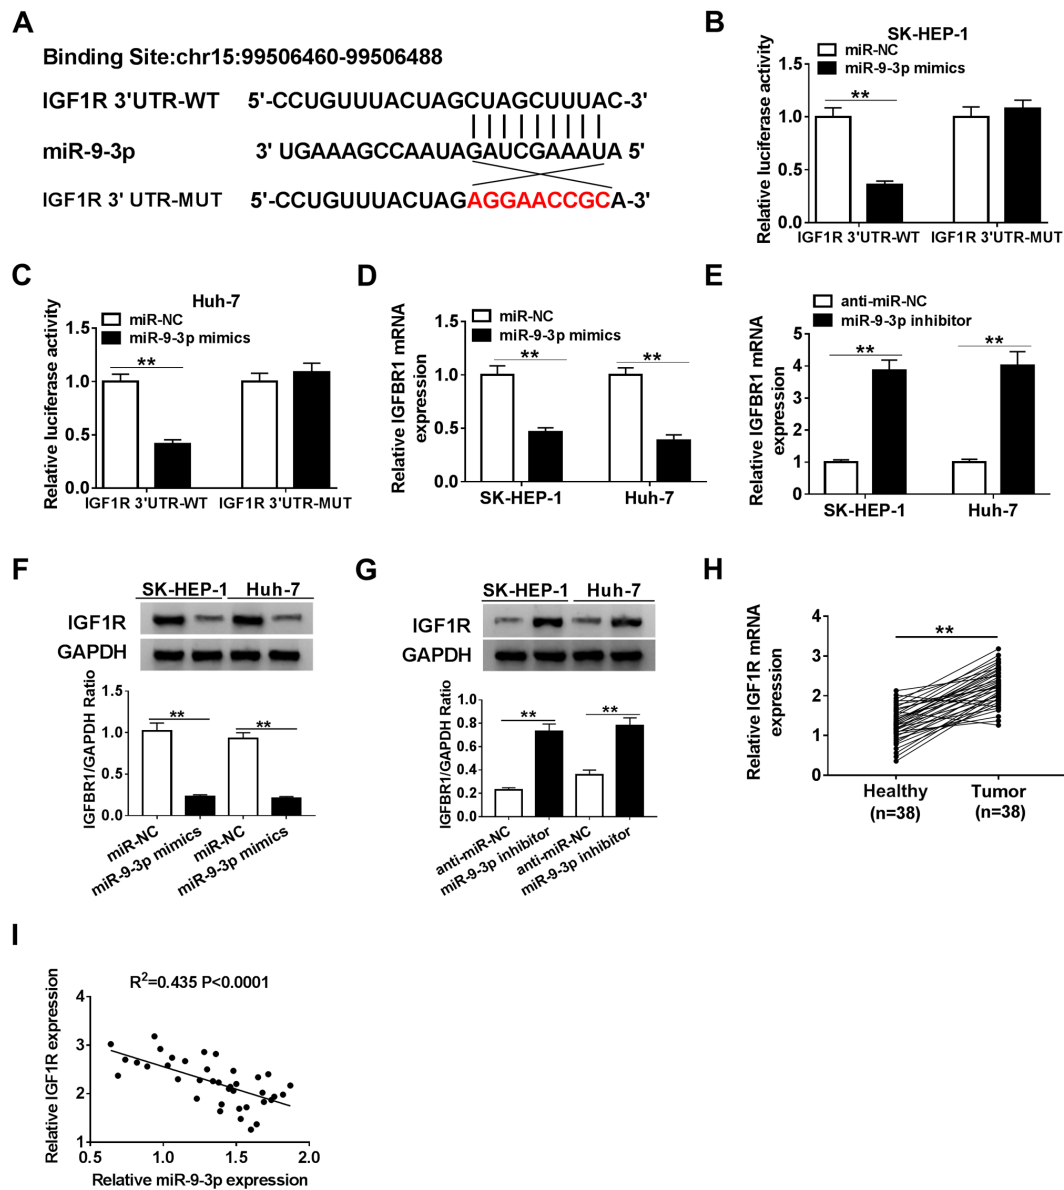 A
Binding Site:chr15:99506460-99506488
IGF1R 3'UTR-WT 5'-CCUGUUUACUAGCUAGCUUUAC-3'
miR-9-3p 3' UGAAAGCCAAUAGAUCGAAAUA 5'
IGF1R 3' UTR-MUT 5'-CCUGUUUACUAGAGGAACCGCA-3'
B
SK-HEP-1
miR-NC
miR-9-3p mimics
Relative luciferase activity
1.5
1.0
0.5
0.0
**
IGF1R 3'UTR-WT IGF1R 3'UTR-MUT
C
Huh-7
miR-NC
miR-9-3p mimics
Relative luciferase activity
1.5
1.0
0.5
0.0
**
IGF1R 3'UTR-WT IGF1R 3'UTR-MUT
D
miR-NC
miR-9-3p mimics
Relative IGFBR1 mRNA
expression
1.5
1.0
0.5
0.0
** **
SK-HEP-1 Huh-7
E
anti-miR-NC
miR-9-3p inhibitor
Relative IGFBR1 mRNA
expression
5
4
3
2
1
0
** **
SK-HEP-1 Huh-7
F
SK-HEP-1 Huh-7
IGF1R
GAPDH
IGFBR1/GAPDH Ratio
1.5
1.0
0.5
0.0
** **
miR-NC miR-9-3p mimics miR-NC miR-9-3p mimics
G
SK-HEP-1 Huh-7
IGF1R
GAPDH
IGFBR1/GAPDH Ratio
1.0
0.8
0.6
0.4
0.2
0.0
** **
anti-miR-NC miR-9-3p inhibitor anti-miR-NC miR-9-3p inhibitor
H
Relative IGF1R mRNA
expression
4
3
2
1
0
**
Healthy Tumor
(n=38) (n=38)
I
R²=0.435 P<0.0001
Relative IGF1R expression
4
3
2
1
0.5 1.0 1.5 2.0
Relative miR-9-3p expression